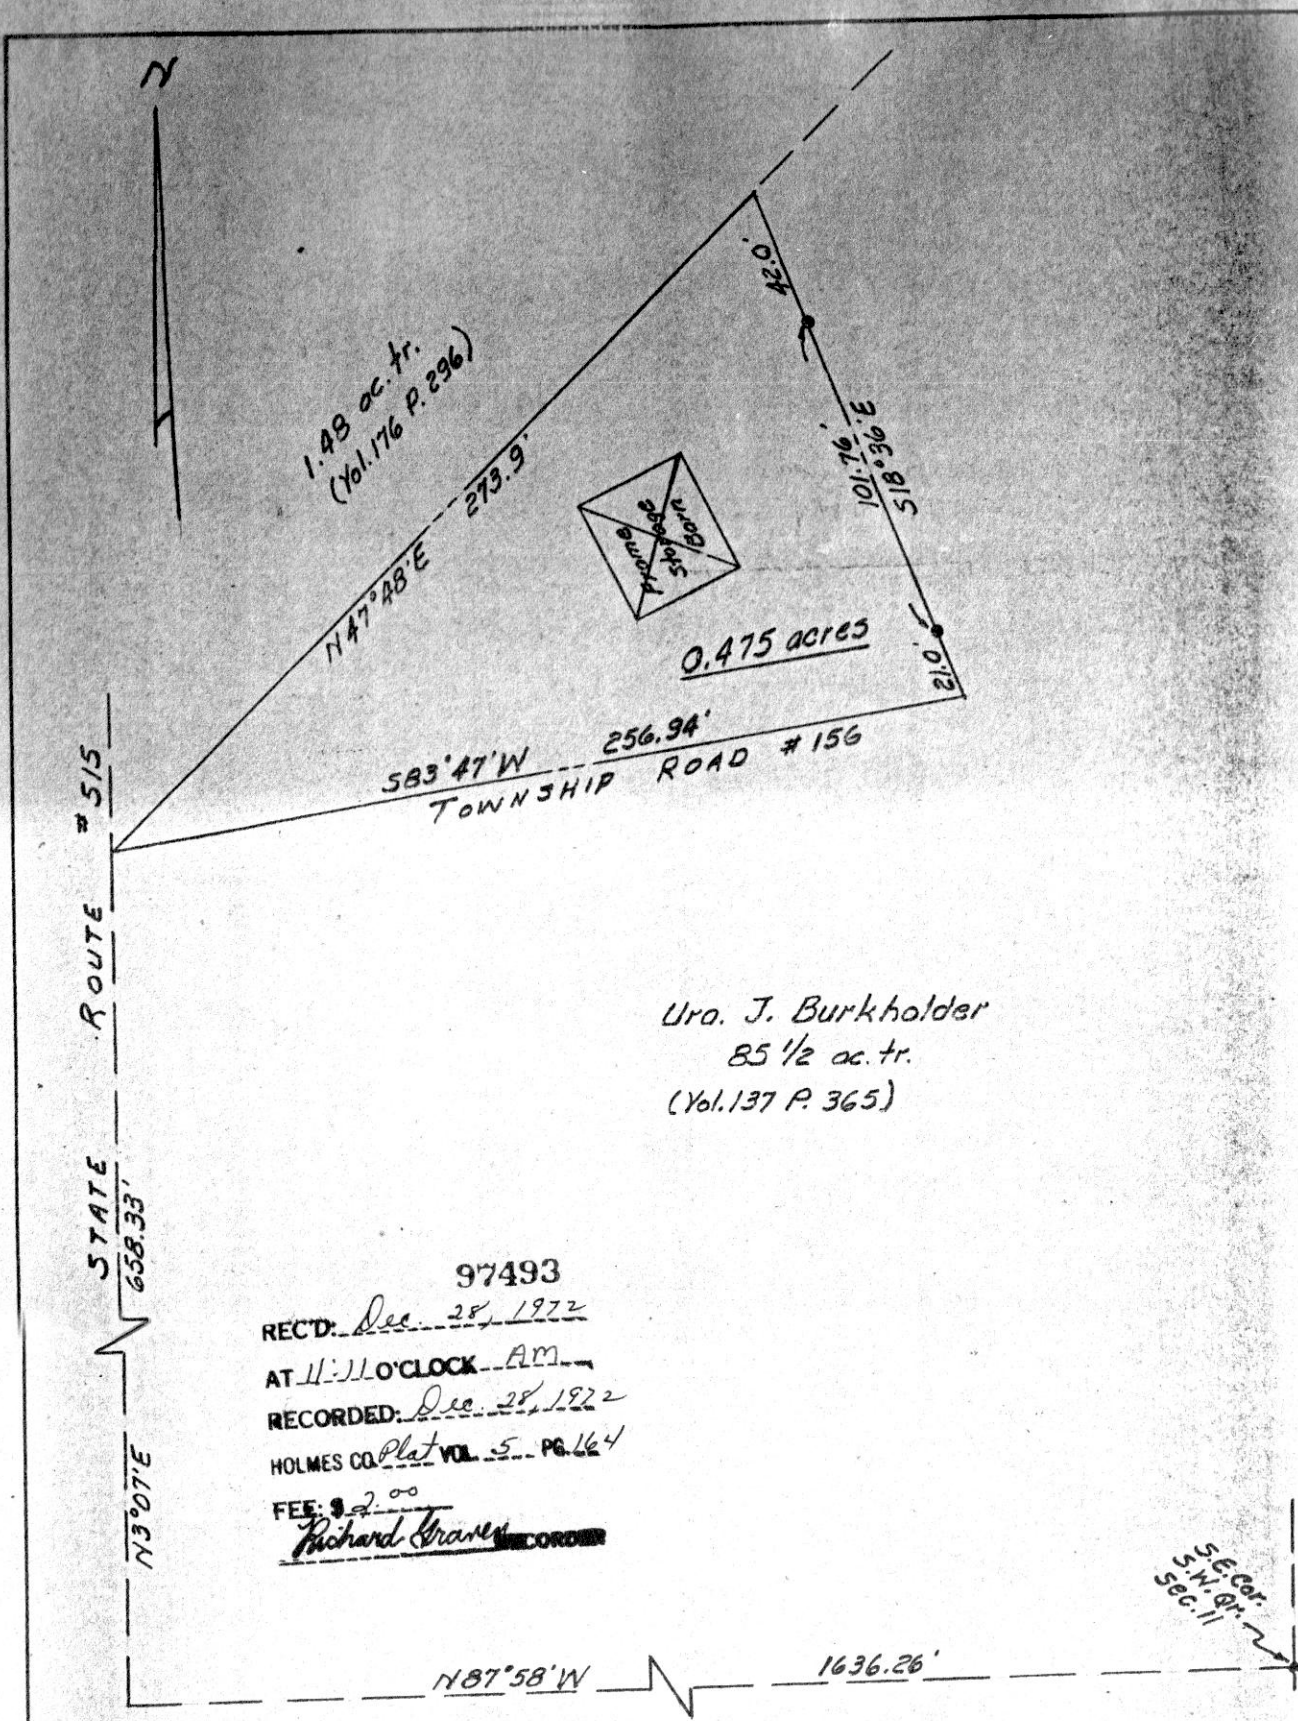 N
42.0'
1.48 ac. tr.
(Vol.176 P. 296)
273.9'
N47°48'E
101.76'
S18°36'E
Frame
Storage
Barn
0.475 acres
21.0'
S83°47'W 256.94'
TOWNSHIP ROAD #156
STATE ROUTE #515
658.33'
N3°07'E
Ura. J. Burkholder
85 1/2 ac. tr.
(Vol.137 P. 365)
97493
REC'D: Dec. 28, 1972
AT 11:11 O'CLOCK AM
RECORDED: Dec. 28, 1972
HOLMES CO. Plat VOL. 5 PG. 164
FEE: $ 2.00
Richard Graven RECORDER
S.E. Cor.
S.W. Qr.
Sec. 11
N87°58'W 1636.26'